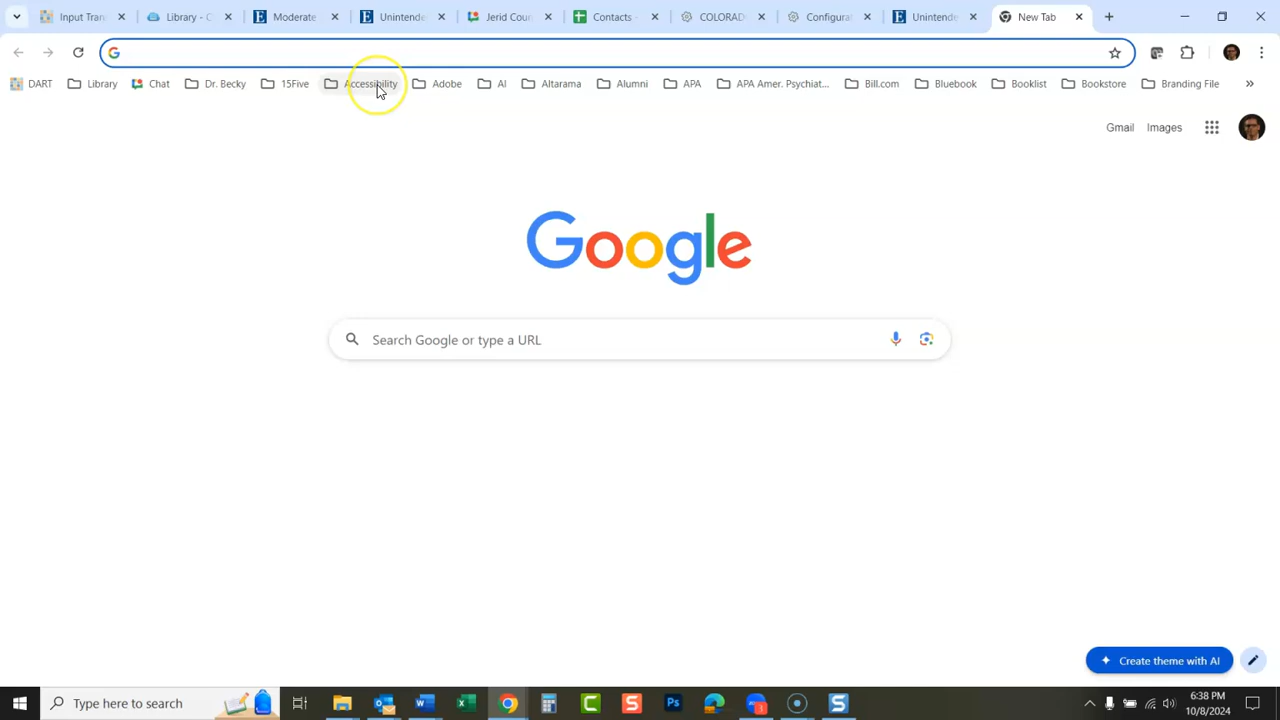 Input Tran
Library - C
Moderate
Unintende
Jerid Cour
Contacts -
COLORAD
Configurat
Unintende
New Tab
DART
Library
Chat
Dr. Becky
15Five
Accessibility
Adobe
AI
Altarama
Alumni
APA
APA Amer. Psychiat...
Bill.com
Bluebook
Booklist
Bookstore
Branding File
Gmail
Images
Google
Search Google or type a URL
Create theme with AI
Type here to search
6:38 PM
10/8/2024